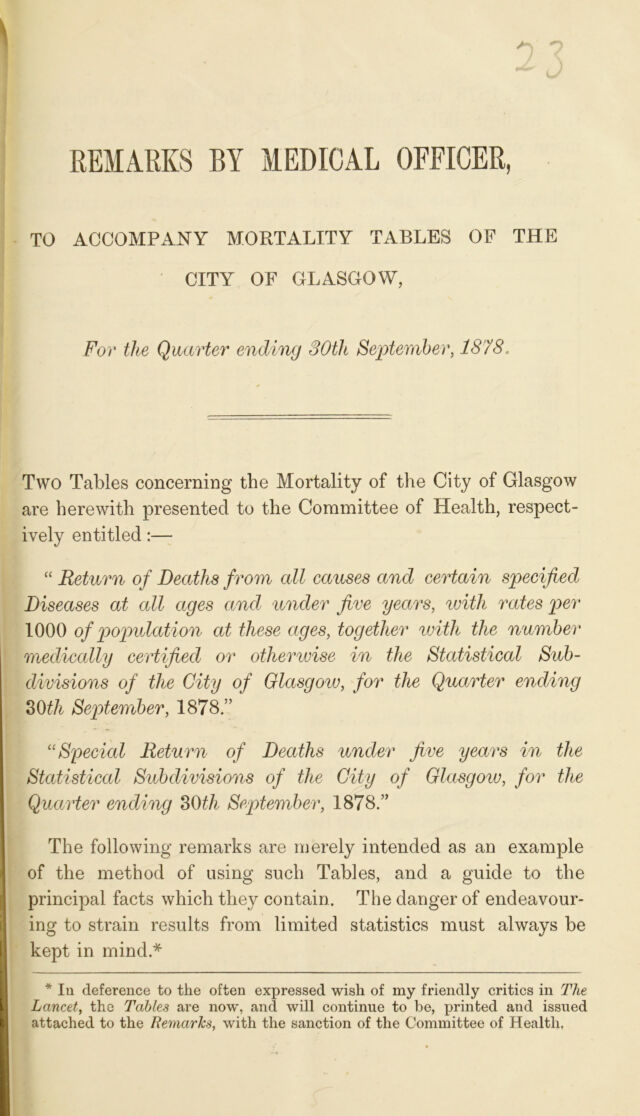 23
REMARKS BY MEDICAL OFFICER,
TO ACCOMPANY MORTALITY TABLES OF THE
CITY OF GLASGOW,
For the Quarter ending 30th September, 1878.
Two Tables concerning the Mortality of the City of Glasgow
are herewith presented to the Committee of Health, respect-
ively entitled :—
“ Return of Deaths from all causes and certain specified
Diseases at all ages and under five years, with rates per
1000 of population at these ages, together with the number
medically certified or otherwise in the Statistical Sub-
divisions of the City of Glasgow, for the Quarter ending
30th September, 1878.”
“Special Return of Deaths under five years in the
Statistical Subdivisions of the City of Glasgow, for the
Quarter ending 30th September, 1878.”
The following remarks are merely intended as an example
of the method of using such Tables, and a guide to the
principal facts which they contain. The danger of endeavour-
ing to strain results from limited statistics must always be
kept in mind.*
* In deference to the often expressed wish of my friendly critics in The
Lancet, the Tables are now, and will continue to be, printed and issued
attached to the Remarks, with the sanction of the Committee of Health.